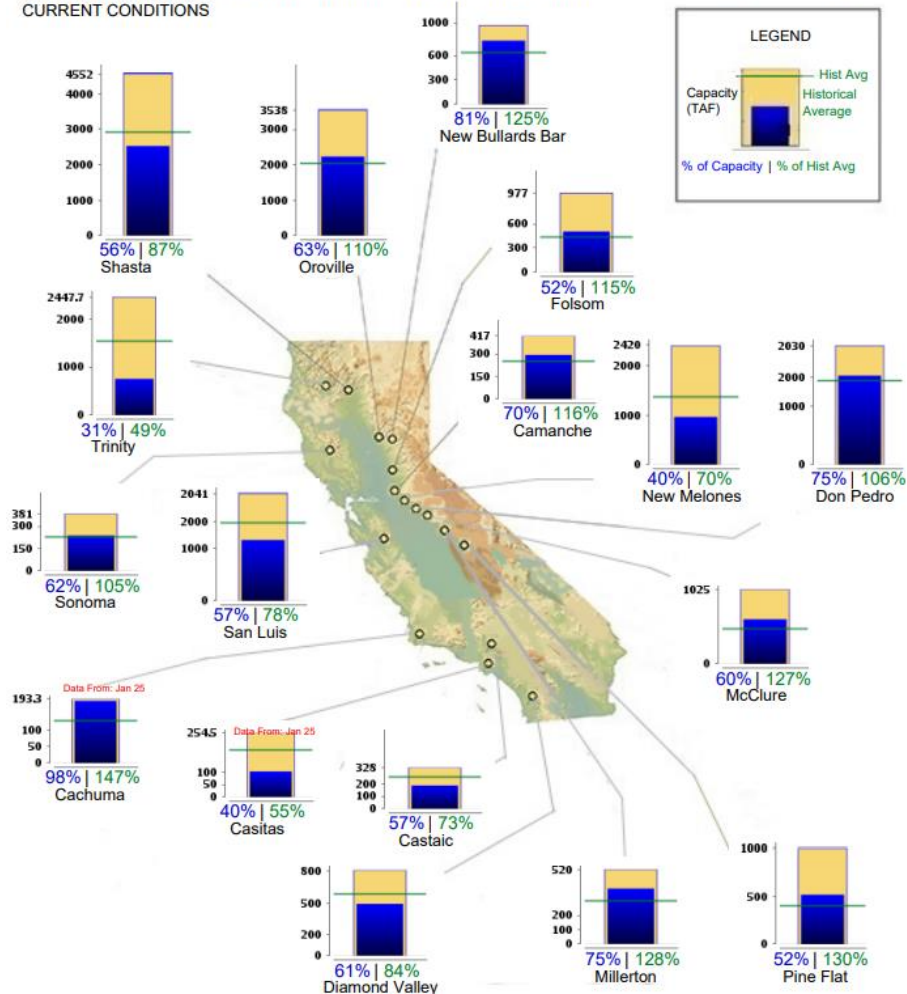 CURRENT CONDITIONS
4552
3000
2000
1000
0
56% | 87%
Shasta
3538
3000
2000
1000
0
63% | 110%
Oroville
1000
600
300
0
81% | 125%
New Bullards Bar
LEGEND
Capacity
(TAF)
Hist Avg
Historical
Average
% of Capacity | % of Hist Avg
977
600
300
0
52% | 115%
Folsom
2447.7
2000
1000
0
31% | 49%
Trinity
417
300
150
0
70% | 116%
Camanche
2420
2000
1000
0
40% | 70%
New Melones
2030
2000
1000
0
75% | 106%
Don Pedro
381
300
150
0
62% | 105%
Sonoma
2041
2000
1000
0
57% | 78%
San Luis
1025
0
60% | 127%
McClure
Data From: Jan 25
193.3
100
50
0
98% | 147%
Cachuma
Data From: Jan 25
254.5
100
50
0
40% | 55%
Casitas
325
200
100
0
57% | 73%
Castaic
800
500
200
0
61% | 84%
Diamond Valley
520
200
100
0
75% | 128%
Millerton
1000
500
0
52% | 130%
Pine Flat